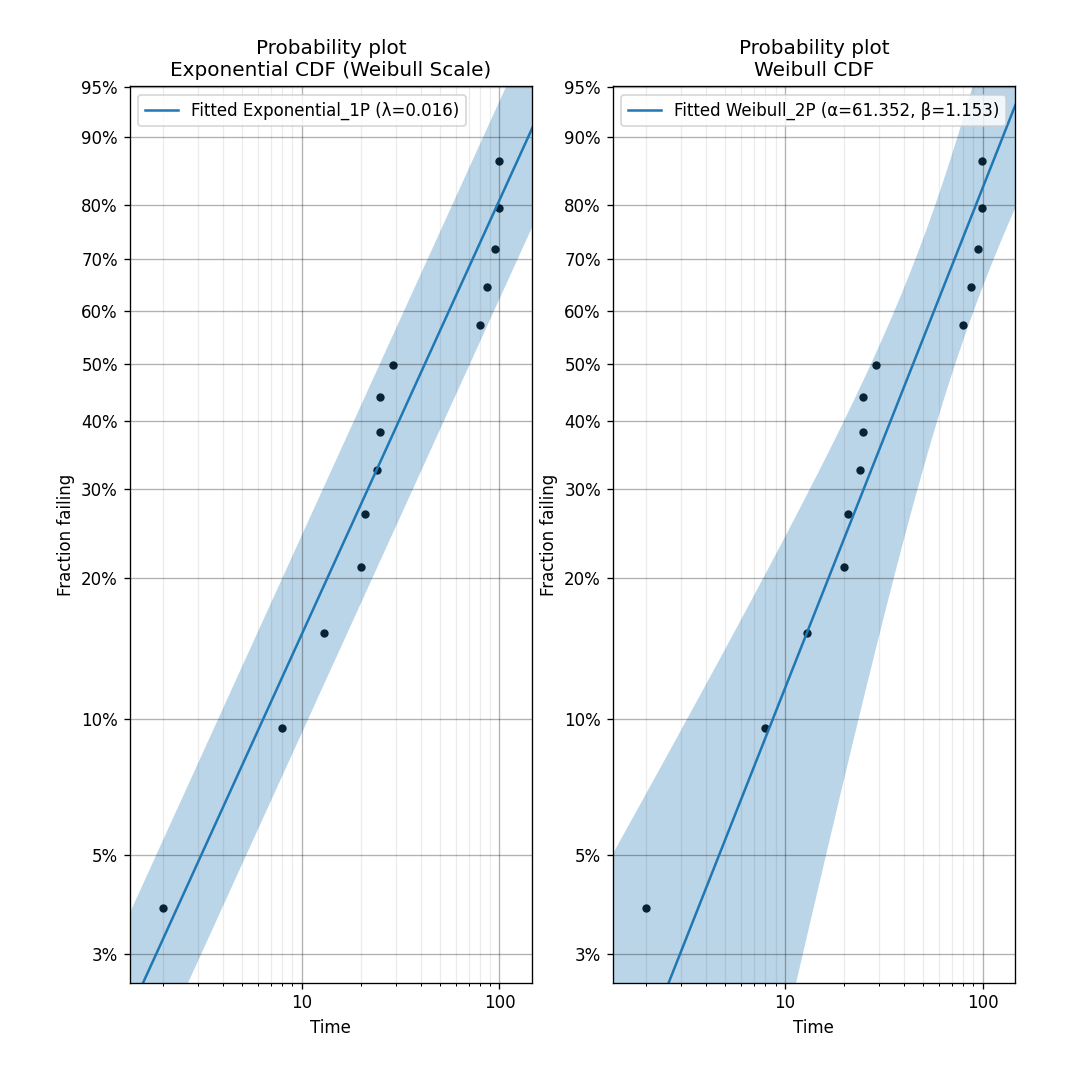 Probability plot
Exponential CDF (Weibull Scale)
Fitted Exponential_1P (λ=0.016)
95%
90%
80%
70%
60%
50%
40%
30%
20%
10%
5%
3%
Fraction failing
10
100
Time
Probability plot
Weibull CDF
Fitted Weibull_2P (α=61.352, β=1.153)
95%
90%
80%
70%
60%
50%
40%
30%
20%
10%
5%
3%
Fraction failing
10
100
Time